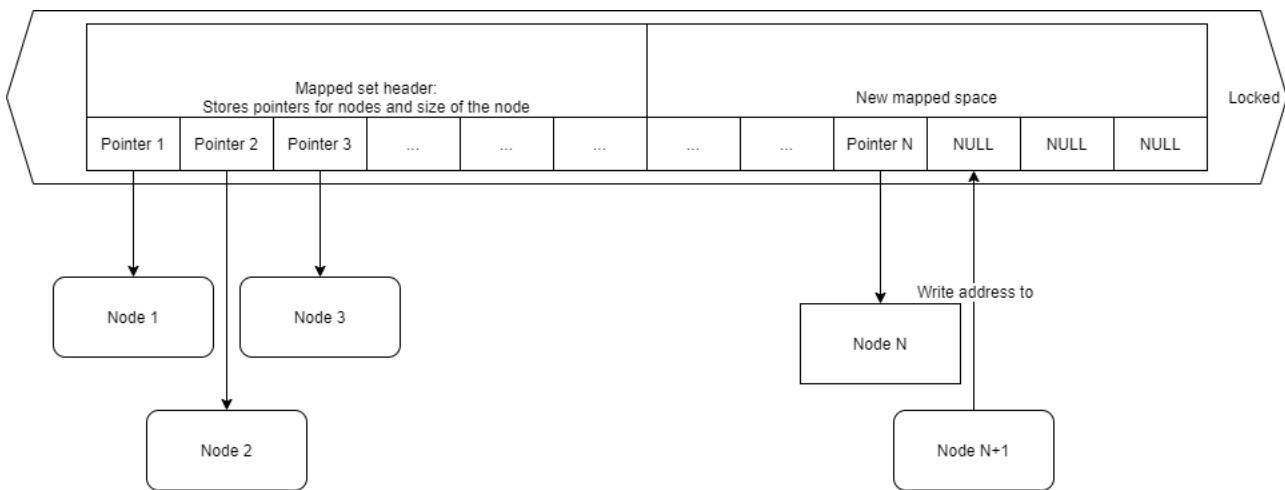 Mapped set header:
Stores pointers for nodes and size of the node
New mapped space
Locked
Pointer 1
Pointer 2
Pointer 3
...
...
...
...
...
Pointer N
NULL
NULL
NULL
Write address to
Node 1
Node 3
Node N
Node 2
Node N+1